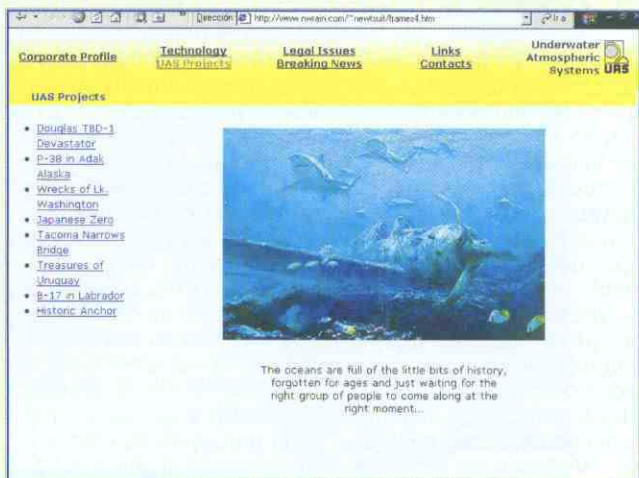 Dirección http://www.nwrain.com/~newtsuit/frames4.htm
Corporate Profile
Technology
UAS Projects
Legal Issues
Breaking News
Links
Contacts
Underwater
Atmospheric
Systems UAS
UAS Projects
• Douglas TBD-1
Devastator
• P-38 in Adak
Alaska
• Wrecks of Lk.
Washington
• Japanese Zero
• Tacoma Narrows
Bridge
• Treasures of
Uruguay
• B-17 in Labrador
• Historic Anchor
The oceans are full of the little bits of history,
forgotten for ages and just waiting for the
right group of people to come along at the
right moment...